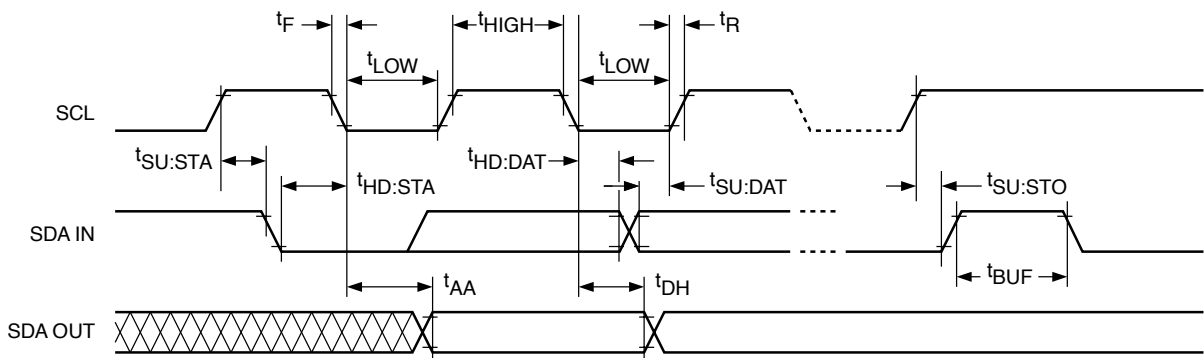 tF
tHIGH
tR
tLOW
tLOW
SCL
tSU:STA
tHD:DAT
tHD:STA
tSU:DAT
tSU:STO
SDA IN
tBUF
tAA
tDH
SDA OUT